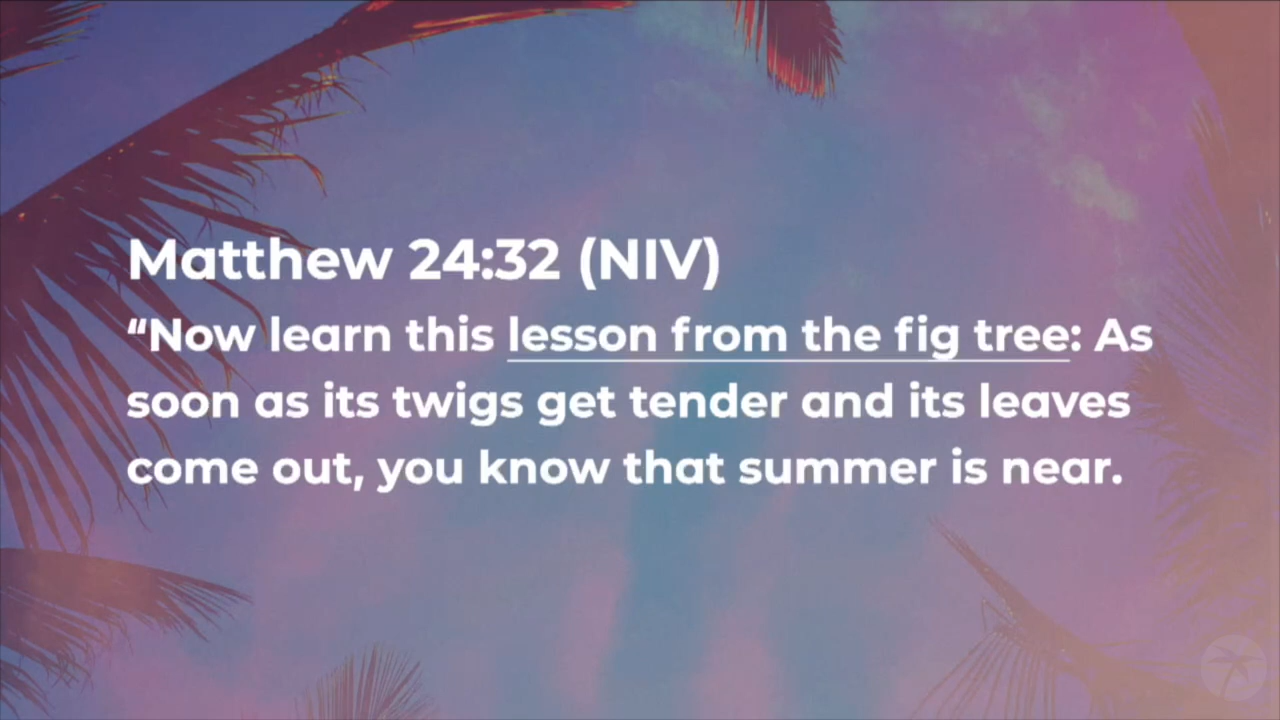 Matthew 24:32 (NIV)
“Now learn this lesson from the fig tree: As
soon as its twigs get tender and its leaves
come out, you know that summer is near.